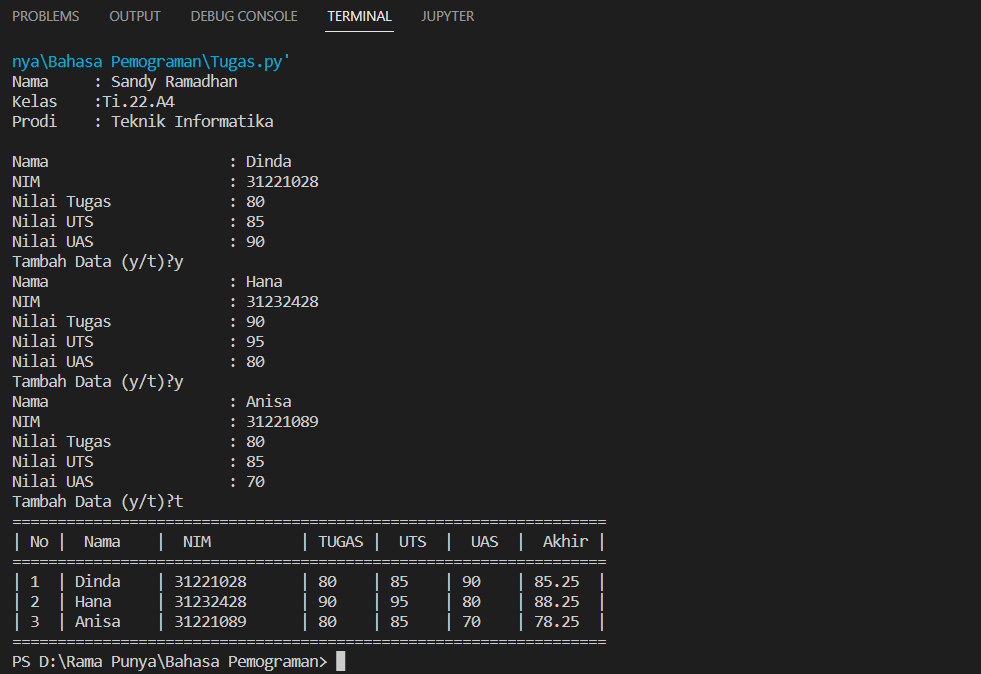 PROBLEMS OUTPUT DEBUG CONSOLE TERMINAL JUPYTER
nya\Bahasa Pemograman\Tugas.py'
Nama     : Sandy Ramadhan
Kelas    :Ti.22.A4
Prodi    : Teknik Informatika
Nama                    : Dinda
NIM                     : 31221028
Nilai Tugas             : 80
Nilai UTS               : 85
Nilai UAS               : 90
Tambah Data (y/t)?y
Nama                    : Hana
NIM                     : 31232428
Nilai Tugas             : 90
Nilai UTS               : 95
Nilai UAS               : 80
Tambah Data (y/t)?y
Nama                    : Anisa
NIM                     : 31221089
Nilai Tugas             : 80
Nilai UTS               : 85
Nilai UAS               : 70
Tambah Data (y/t)?t
==================================================================
| No |  Nama    |  NIM          | TUGAS |  UTS  |  UAS  |  Akhir |
==================================================================
| 1  | Dinda    | 31221028      | 80    | 85    | 90    | 85.25  |
| 2  | Hana     | 31232428      | 90    | 95    | 80    | 88.25  |
| 3  | Anisa    | 31221089      | 80    | 85    | 70    | 78.25  |
==================================================================
PS D:\Rama Punya\Bahasa Pemograman>